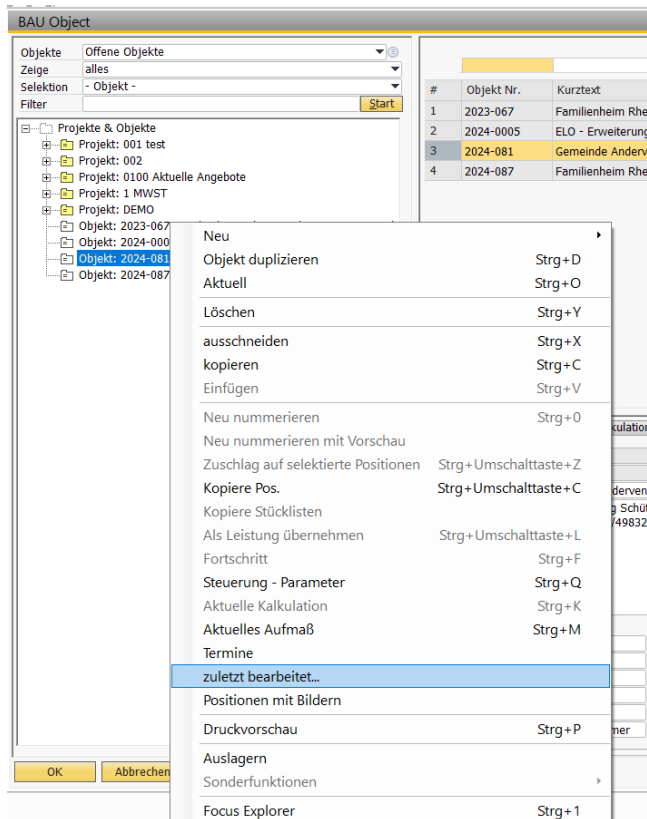 BAU Object
Objekte Offene Objekte
Zeige alles
Selektion - Objekt -
Filter Start
Projekte & Objekte
Projekt: 001 test
Projekt: 002
Projekt: 0100 Aktuelle Angebote
Projekt: 1 MWST
Projekt: DEMO
Objekt: 2023-067
Objekt: 2024-000
Objekt: 2024-081
Objekt: 2024-087
# Objekt Nr. Kurztext
1 2023-067 Familienheim Rhe
2 2024-0005 ELO - Erweiterung
3 2024-081 Gemeinde Anderv
4 2024-087 Familienheim Rhe
Neu
Objekt duplizieren Strg+D
Aktuell Strg+O
Löschen Strg+Y
ausschneiden Strg+X
kopieren Strg+C
Einfügen Strg+V
Neu nummerieren Strg+0
Neu nummerieren mit Vorschau
Zuschlag auf selektierte Positionen Strg+Umschalttaste+Z
Kopiere Pos. Strg+Umschalttaste+C
Kopiere Stücklisten
Als Leistung übernehmen Strg+Umschalttaste+L
Fortschritt Strg+F
Steuerung - Parameter Strg+Q
Aktuelle Kalkulation Strg+K
Aktuelles Aufmaß Strg+M
Termine
zuletzt bearbeitet...
Positionen mit Bildern
Druckvorschau Strg+P
Auslagern
Sonderfunktionen
Focus Explorer Strg+1
kulation
derven
g Schüt
/49832
mer
OK Abbrechen